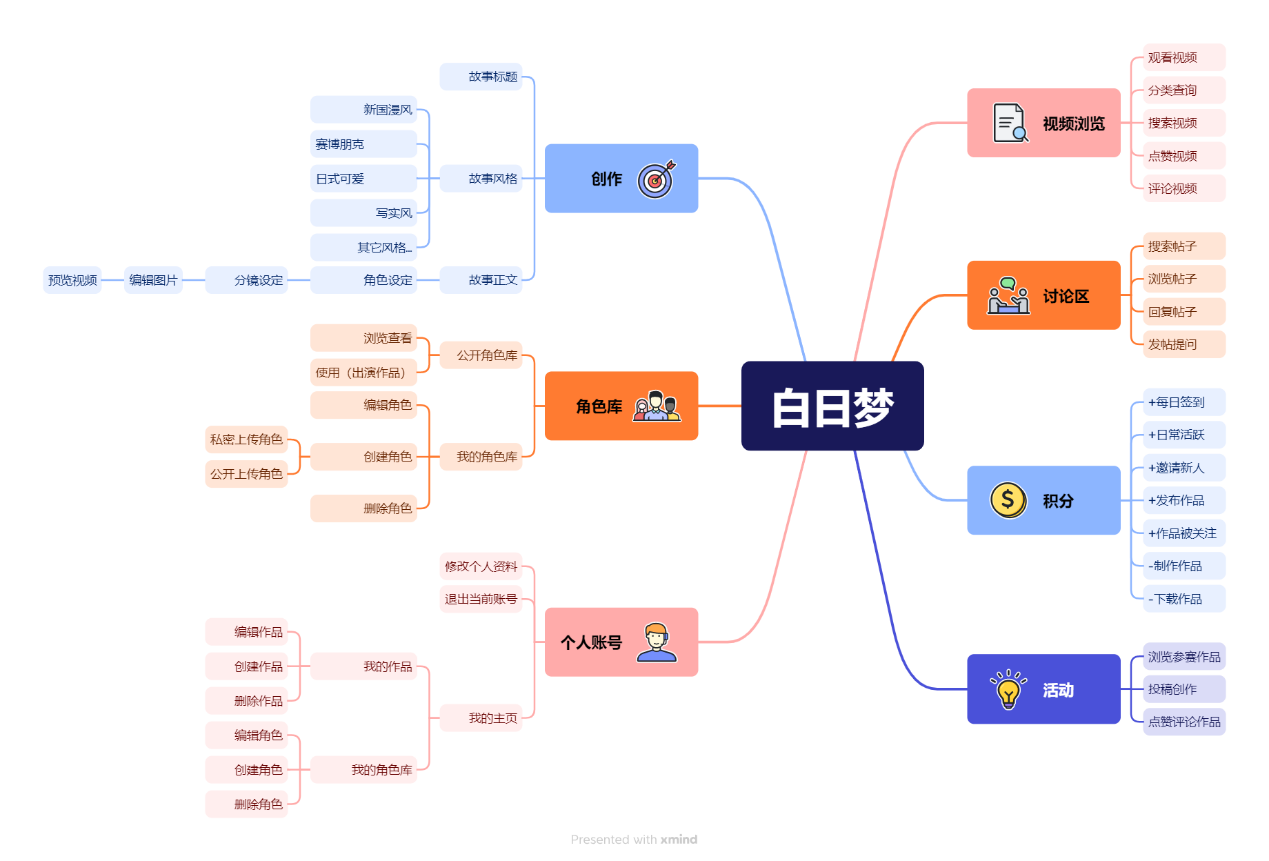 白日梦
创作
故事标题
故事风格
新国漫风
赛博朋克
日式可爱
写实风
其它风格...
故事正文
角色设定
分镜设定
编辑图片
预览视频
角色库
公开角色库
浏览查看
使用（出演作品）
我的角色库
编辑角色
创建角色
私密上传角色
公开上传角色
删除角色
个人账号
修改个人资料
退出当前账号
我的主页
我的作品
编辑作品
创建作品
删除作品
我的角色库
编辑角色
创建角色
删除角色
视频浏览
观看视频
分类查询
搜索视频
点赞视频
评论视频
讨论区
搜索帖子
浏览帖子
回复帖子
发帖提问
积分
+每日签到
+日常活跃
+邀请新人
+发布作品
+作品被关注
-制作作品
-下载作品
活动
浏览参赛作品
投稿创作
点赞评论作品
Presented with xmind